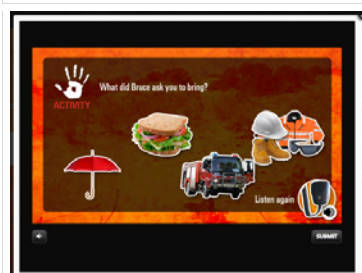 What did Bruce ask you to bring?
ACTIVITY
Listen again
SUBMIT